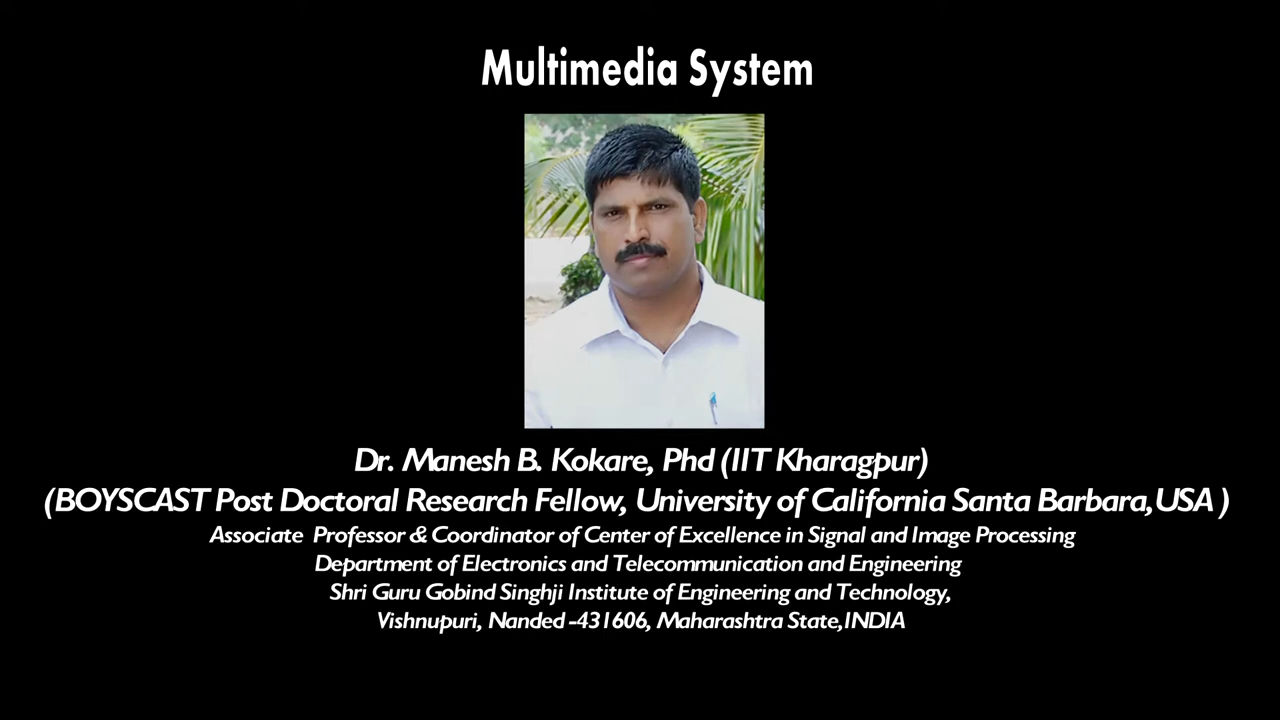 Multimedia System
Dr. Manesh B. Kokare, Phd (IIT Kharagpur)
(BOYSCAST Post Doctoral Research Fellow, University of California Santa Barbara,USA )
Associate Professor & Coordinator of Center of Excellence in Signal and Image Processing
Department of Electronics and Telecommunication and Engineering
Shri Guru Gobind Singhji Institute of Engineering and Technology,
Vishnupuri, Nanded -431606, Maharashtra State,INDIA